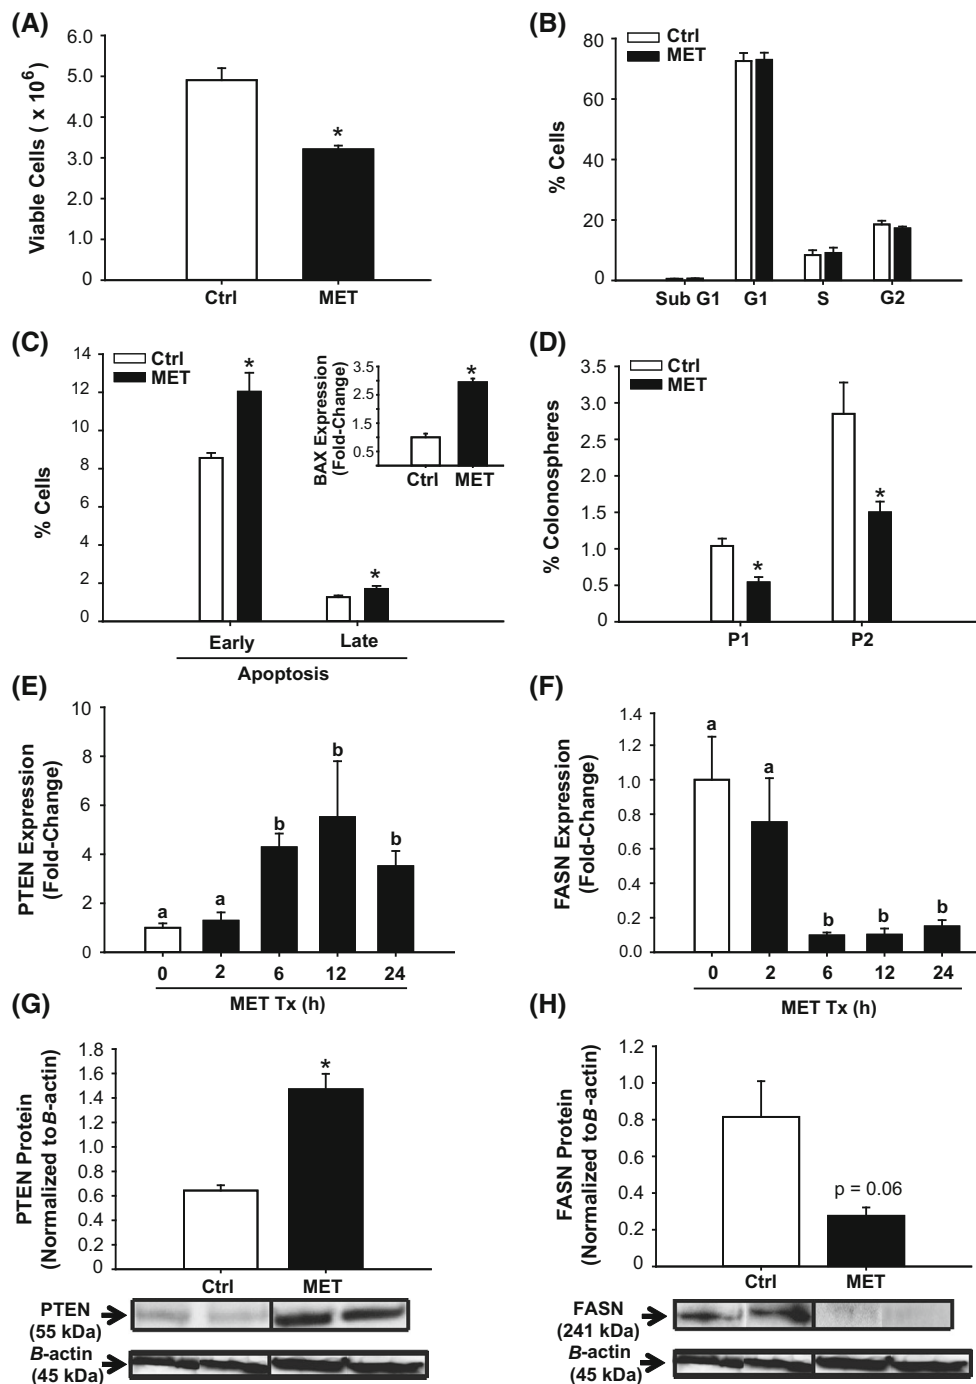 (A)
6.0
5.0
4.0
3.0
2.0
1.0
0
Viable Cells ( x 10⁶)
*
Ctrl
MET
(B)
Ctrl
MET
80
60
40
20
0
% Cells
Sub G1
G1
S
G2
(C)
Ctrl
MET
14
12
10
8
6
4
2
0
% Cells
*
*
Early
Late
Apoptosis
BAX Expression
(Fold-Change)
3.5
2.5
1.5
0.5
*
Ctrl
MET
(D)
Ctrl
MET
3.5
3.0
2.5
2.0
1.5
1.0
0.5
0
% Colonospheres
*
*
P1
P2
(E)
10
8
6
4
2
0
PTEN Expression
(Fold-Change)
a
a
b
b
b
0
2
6
12
24
MET Tx (h)
(F)
1.4
1.2
1.0
0.8
0.6
0.4
0.2
0.0
FASN Expression
(Fold-Change)
a
a
b
b
b
0
2
6
12
24
MET Tx (h)
(G)
1.8
1.6
1.4
1.2
1.0
0.8
0.6
0.4
0.2
0
PTEN Protein
(Normalized to B-actin)
*
Ctrl
MET
PTEN
(55 kDa)
B-actin
(45 kDa)
(H)
1.2
1.0
0.8
0.6
0.4
0.2
0
FASN Protein
(Normalized to B-actin)
p = 0.06
Ctrl
MET
FASN
(241 kDa)
B-actin
(45 kDa)